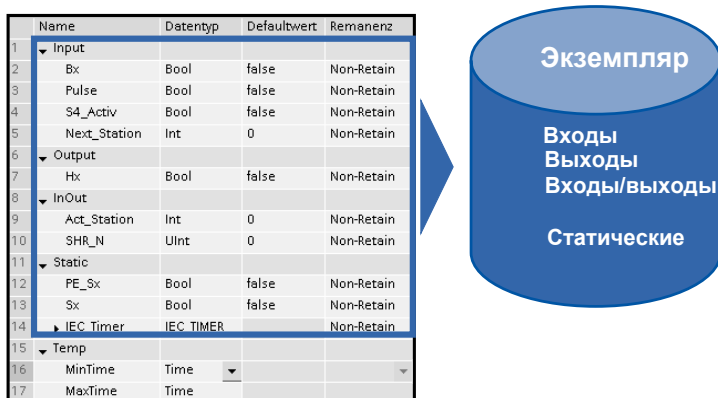 Name Datentyp Defaultwert Remanenz
1 Input
2 Bx Bool false Non-Retain
3 Pulse Bool false Non-Retain
4 S4_Activ Bool false Non-Retain
5 Next_Station Int 0 Non-Retain
6 Output
7 Hx Bool false Non-Retain
8 InOut
9 Act_Station Int 0 Non-Retain
10 SHR_N UInt 0 Non-Retain
11 Static
12 PE_Sx Bool false Non-Retain
13 Sx Bool false Non-Retain
14 IEC Timer IEC TIMER Non-Retain
15 Temp
16 MinTime Time
17 MaxTime Time
Экземпляр
Входы
Выходы
Входы/выходы
Статические